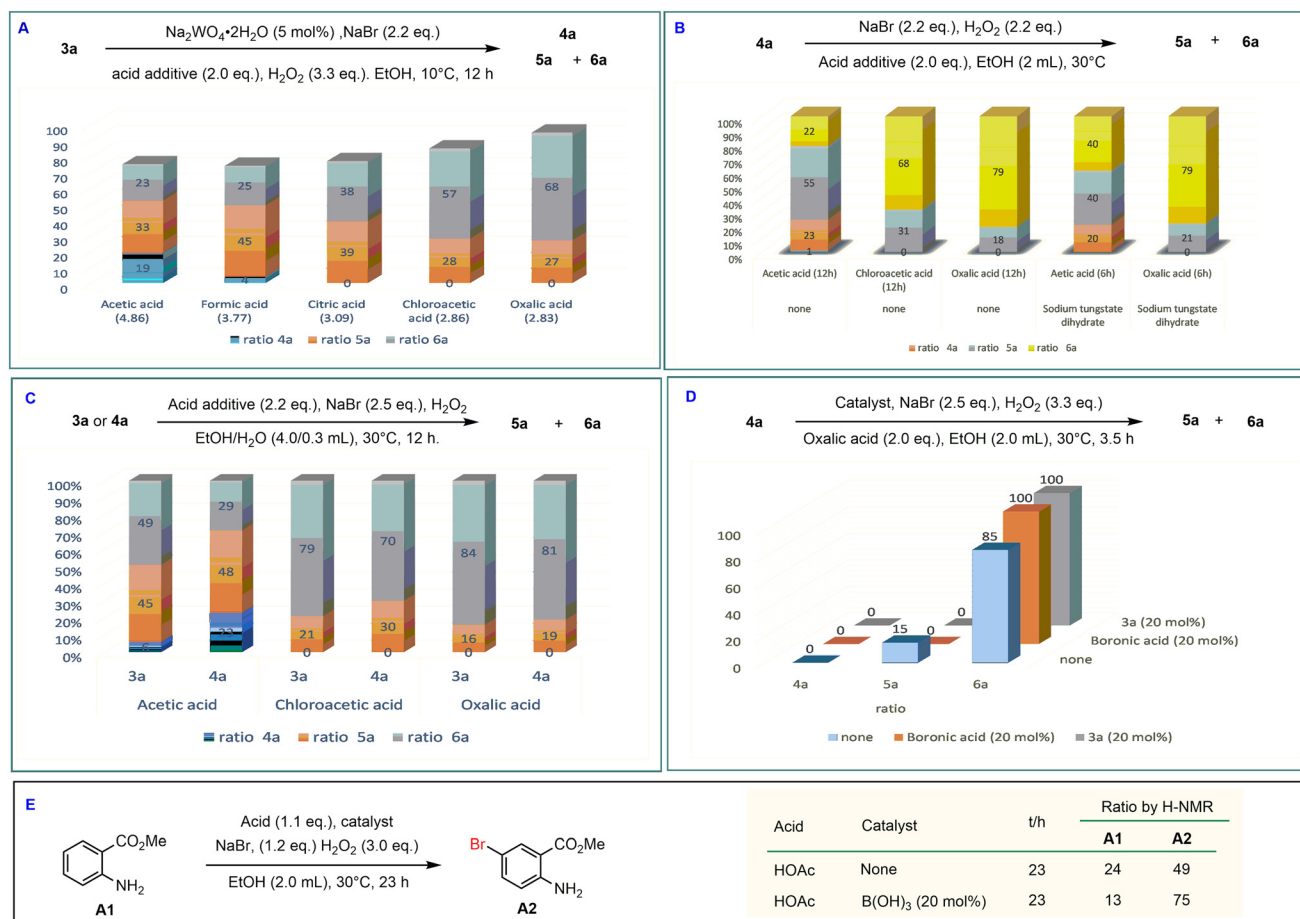 A
3a
Na2WO4•2H2O (5 mol%) ,NaBr (2.2 eq.)
acid additive (2.0 eq.), H2O2 (3.3 eq.). EtOH, 10°C, 12 h
4a
5a + 6a
100
90
80
70
60
50
40
30
20
10
0
23
33
19
25
45
4
38
39
0
57
28
0
68
27
0
Acetic acid (4.86)
Formic acid (3.77)
Citric acid (3.09)
Chloroacetic acid (2.86)
Oxalic acid (2.83)
ratio 4a ratio 5a ratio 6a
B
4a
NaBr (2.2 eq.), H2O2 (2.2 eq.)
Acid additive (2.0 eq.), EtOH (2 mL), 30°C
5a + 6a
100%
90%
80%
70%
60%
50%
40%
30%
20%
10%
0%
22
55
23
1
68
31
0
79
18
0
40
40
20
79
21
0
Acetic acid (12h)
Chloroacetic acid (12h)
Oxalic acid (12h)
Aetic acid (6h)
Oxalic acid (6h)
none
none
none
Sodium tungstate dihydrate
Sodium tungstate dihydrate
ratio 4a ratio 5a ratio 6a
C
3a or 4a
Acid additive (2.2 eq.), NaBr (2.5 eq.), H2O2
EtOH/H2O (4.0/0.3 mL), 30°C, 12 h.
5a + 6a
100%
90%
80%
70%
60%
50%
40%
30%
20%
10%
0%
49
45
29
48
23
79
21
0
70
30
0
84
16
0
81
19
0
3a 4a 3a 4a 3a 4a
Acetic acid Chloroacetic acid Oxalic acid
ratio 4a ratio 5a ratio 6a
D
4a
Catalyst, NaBr (2.5 eq.), H2O2 (3.3 eq.)
Oxalic acid (2.0 eq.), EtOH (2.0 mL), 30°C, 3.5 h
5a + 6a
100
80
60
40
20
0
0
0
0
15
0
0
85
100
100
3a (20 mol%)
Boronic acid (20 mol%)
none
4a 5a 6a
ratio
none Boronic acid (20 mol%) 3a (20 mol%)
E
CO2Me
NH2
A1
Acid (1.1 eq.), catalyst
NaBr, (1.2 eq.) H2O2 (3.0 eq.)
EtOH (2.0 mL), 30°C, 23 h
Br
CO2Me
NH2
A2
Acid Catalyst t/h Ratio by H-NMR
A1 A2
HOAc None 23 24 49
HOAc B(OH)3 (20 mol%) 23 13 75